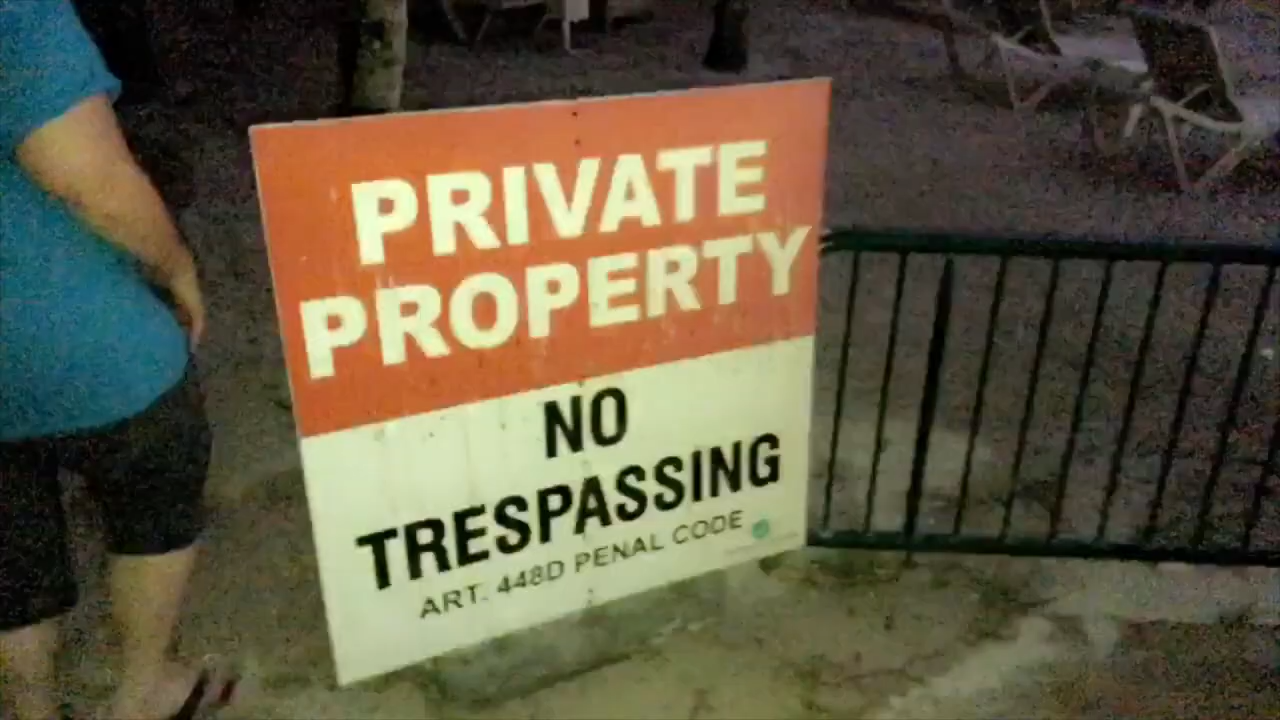 PRIVATE
PROPERTY
NO
TRESPASSING
ART. 448D PENAL CODE